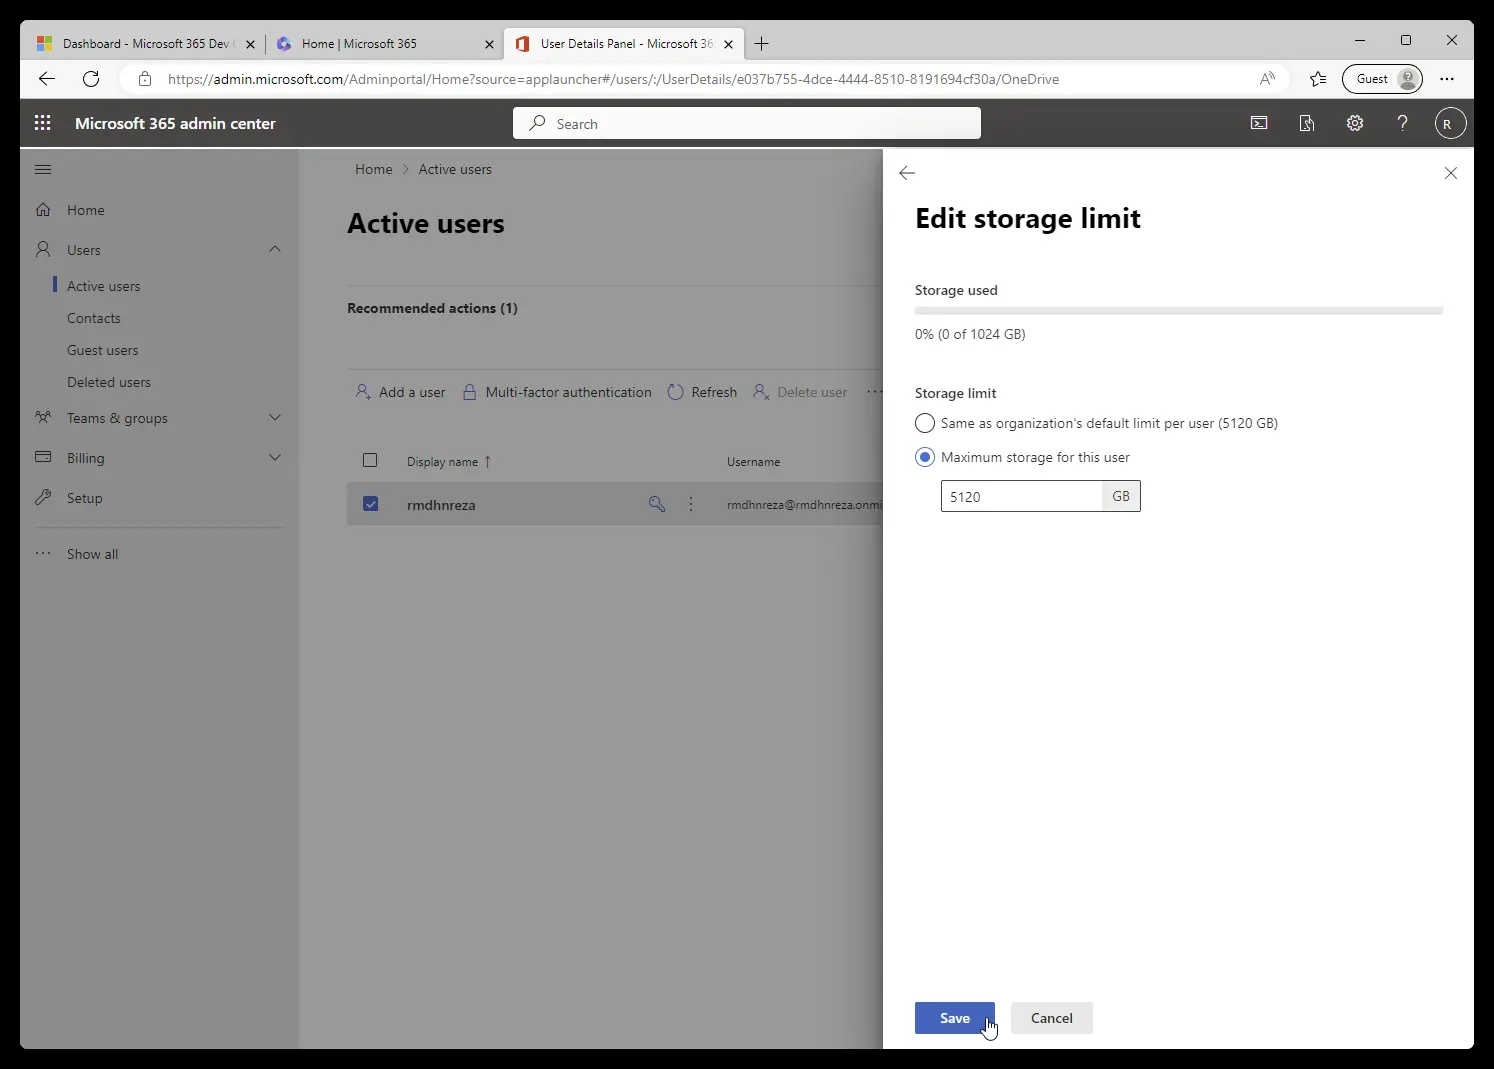 Dashboard - Microsoft 365 Dev
Home | Microsoft 365
User Details Panel - Microsoft 36
https://admin.microsoft.com/Adminportal/Home?source=applauncher#/users/:/UserDetails/e037b755-4dce-4444-8510-8191694cf30a/OneDrive
Guest
Microsoft 365 admin center
Search
R
Home
Users
Active users
Contacts
Guest users
Deleted users
Teams & groups
Billing
Setup
Show all
Home > Active users
Active users
Recommended actions (1)
Add a user
Multi-factor authentication
Refresh
Delete user
Display name ↑
Username
rmdhnreza
rmdhnreza@rmdhnreza.onmi
Edit storage limit
Storage used
0% (0 of 1024 GB)
Storage limit
Same as organization's default limit per user (5120 GB)
Maximum storage for this user
5120 GB
Save
Cancel